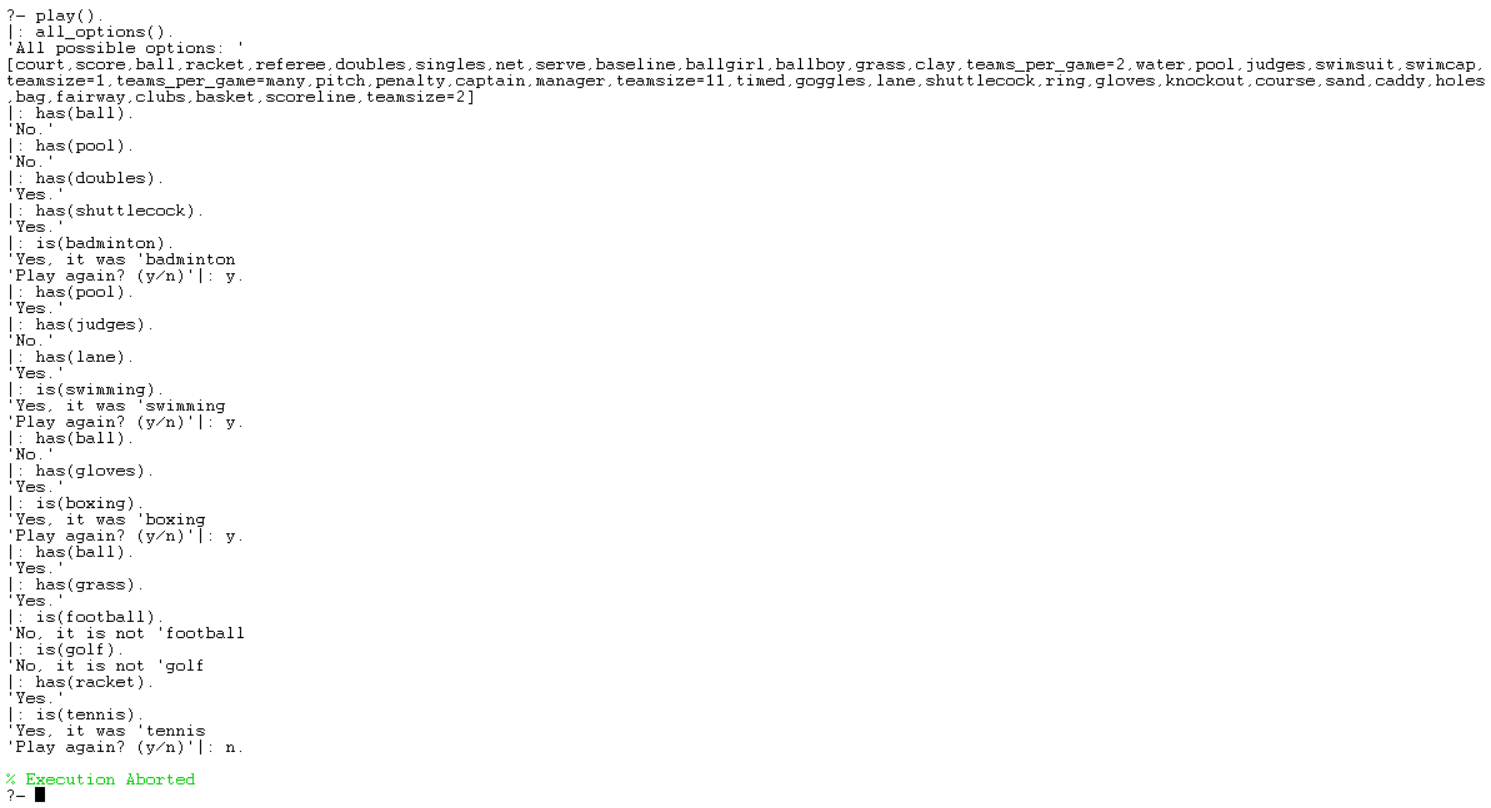 ?- play().
|: all_options().
'All possible options: '
[court,score,ball,racket,referee,doubles,singles,net,serve,baseline,ballgirl,ballboy,grass,clay,teams_per_game=2,water,pool,judges,swimsuit,swimcap,
teamsize=1,teams_per_game=many,pitch,penalty,captain,manager,teamsize=11,timed,goggles,lane,shuttlecock,ring,gloves,knockout,course,sand,caddy,holes
,bag,fairway,clubs,basket,scoreline,teamsize=2]
|: has(ball).
'No.'
|: has(pool).
'No.'
|: has(doubles).
'Yes.'
|: has(shuttlecock).
'Yes.'
|: is(badminton).
'Yes, it was 'badminton
'Play again? (y/n)'|: y.
|: has(pool).
'Yes.'
|: has(judges).
'No.'
|: has(lane).
'Yes.'
|: is(swimming).
'Yes, it was 'swimming
'Play again? (y/n)'|: y.
|: has(ball).
'No.'
|: has(gloves).
'Yes.'
|: is(boxing).
'Yes, it was 'boxing
'Play again? (y/n)'|: y.
|: has(ball).
'Yes.'
|: has(grass).
'Yes.'
|: is(football).
'No, it is not 'football
|: is(golf).
'No, it is not 'golf
|: has(racket).
'Yes.'
|: is(tennis).
'Yes, it was 'tennis
'Play again? (y/n)'|: n.
% Execution Aborted
?-